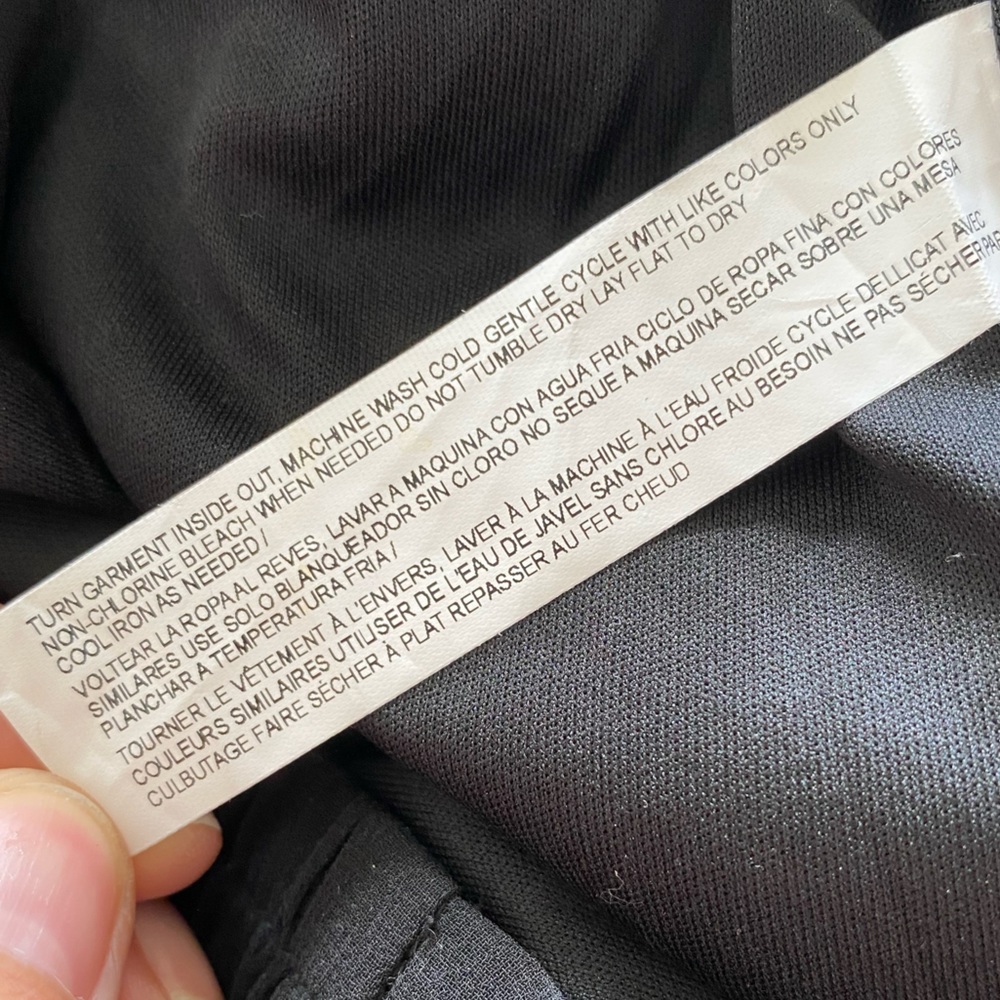 TURN GARMENT INSIDE OUT, MACHINE WASH COLD GENTLE CYCLE WITH LIKE COLORS ONLY
NON-CHLORINE BLEACH WHEN NEEDED DO NOT TUMBLE DRY LAY FLAT TO DRY
COOL IRON AS NEEDED /
VOLTEAR LA ROPA AL REVES, LAVAR A MAQUINA CON AGUA FRIA CICLO DE ROPA FINA CON COLORES
SIMILARES USE SOLO BLANQUEADOR SIN CLORO NO SEQUE A MAQUINA SECAR SOBRE UNA MESA
PLANCHAR A TEMPERATURA FRIA /
TOURNER LE VÊTEMENT À L'ENVERS, LAVER À LA MACHINE À L'EAU FROIDE CYCLE DELLICAT AVEC
COULEURS SIMILAIRES UTILISER DE L'EAU DE JAVEL SANS CHLORE AU BESOIN NE PAS SÉCHER PAR
CULBUTAGE FAIRE SÉCHER À PLAT REPASSER AU FER CHEUD